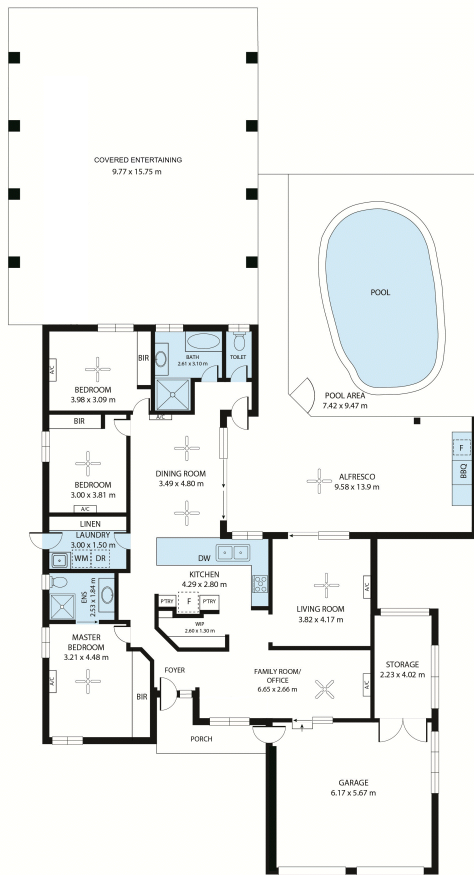 COVERED ENTERTAINING
9.77 x 15.75 m
POOL
POOL AREA
7.42 x 9.47 m
BIR
A/C
BEDROOM
3.98 x 3.09 m
BATH
2.61 x 3.10 m
TOILET
A/C
BIR
BEDROOM
3.00 x 3.81 m
A/C
DINING ROOM
3.49 x 4.80 m
ALFRESCO
9.58 x 13.9 m
F
BBQ
LINEN
LAUNDRY
3.00 x 1.50 m
WM
DR
DW
KITCHEN
4.29 x 2.80 m
PTRY
F
PTRY
ENS
2.53 x 1.84 m
LIVING ROOM
3.82 x 4.17 m
A/C
WIP
2.60 x 1.30 m
MASTER
BEDROOM
3.21 x 4.48 m
A/C
BIR
FOYER
FAMILY ROOM/
OFFICE
6.65 x 2.66 m
A/C
STORAGE
2.23 x 4.02 m
PORCH
GARAGE
6.17 x 5.67 m